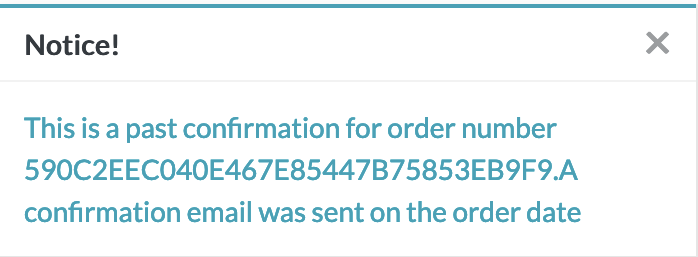 Notice!
This is a past confirmation for order number
590C2EEC040E467E85447B75853EB9F9.A
confirmation email was sent on the order date